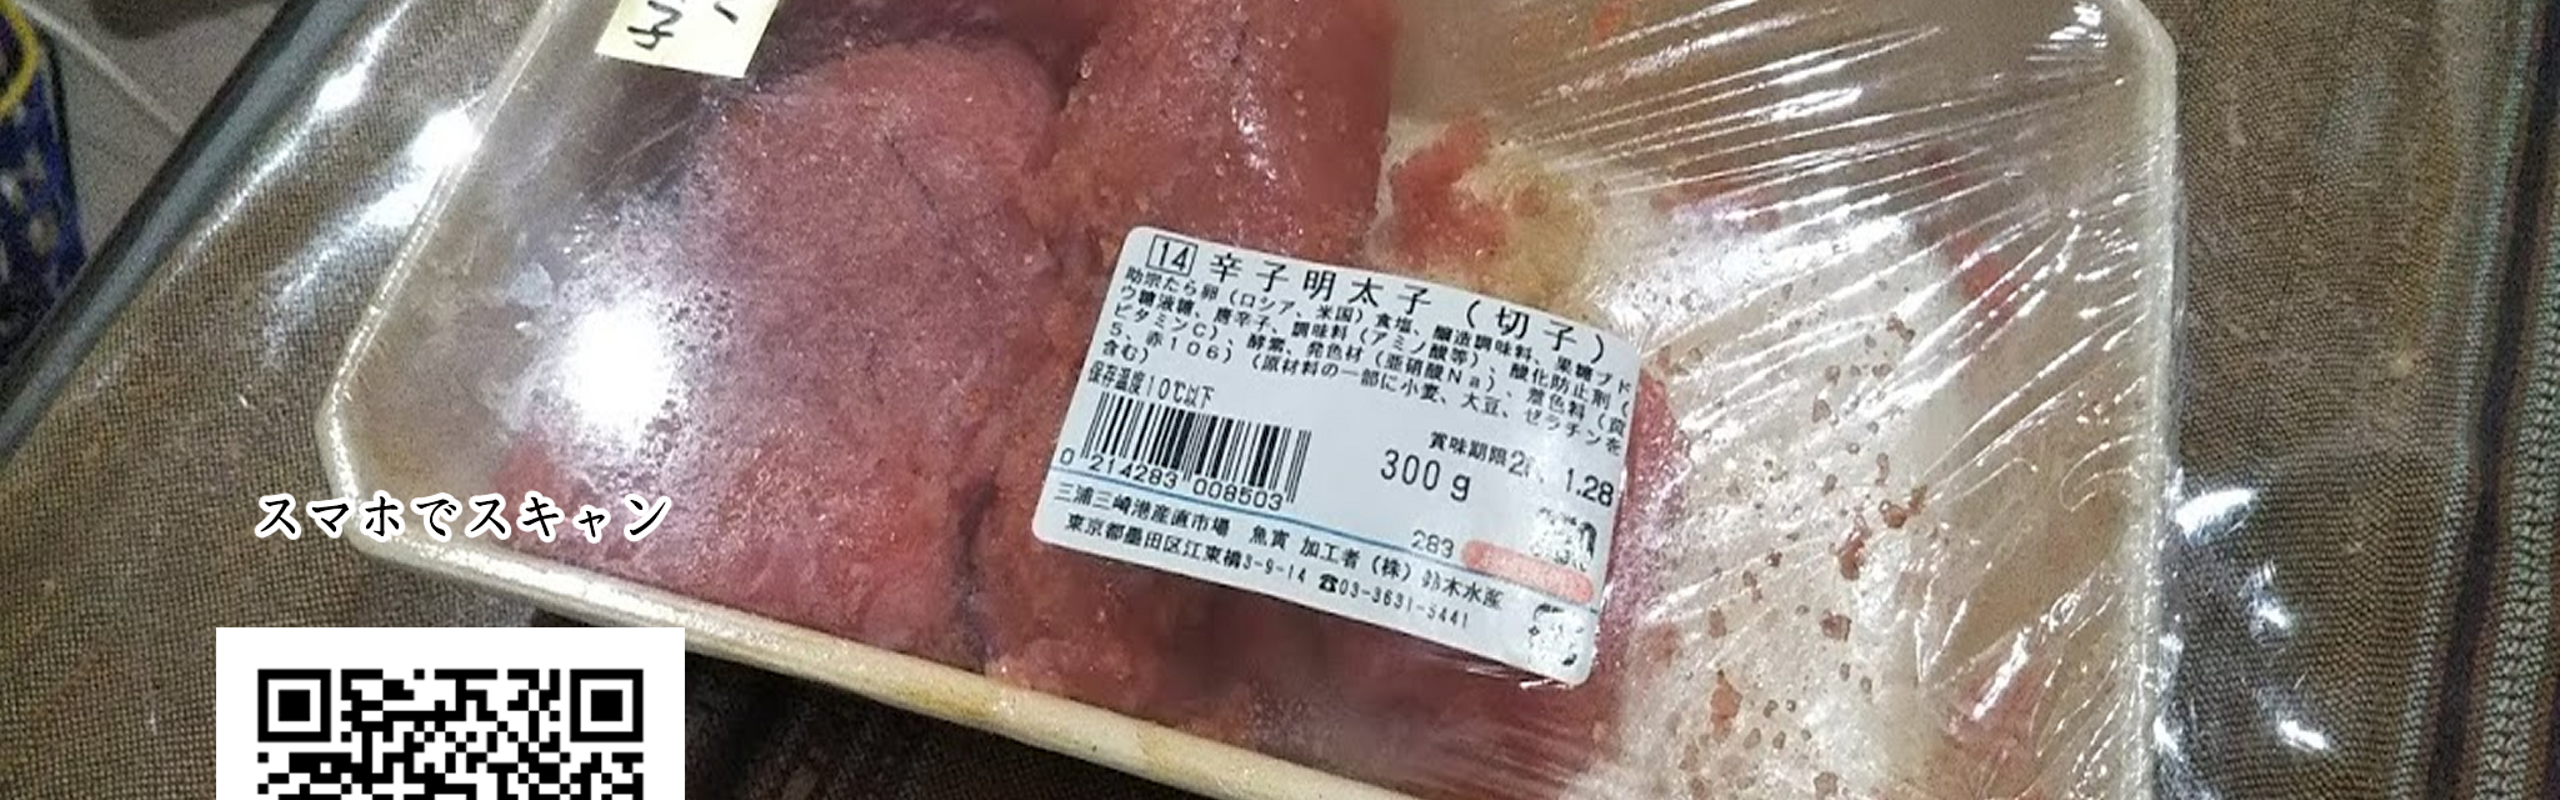 子
14 辛子明太子（切子）
助宗たら卵（ロシア、米国）食塩、醸造調味料、果糖ブド
ウ糖液糖、唐辛子、調味料（アミノ酸等）、酸化防止剤（
ビタミンC）、酵素、発色材（亜硝酸Na）、着色料（黄
5、赤106）（原材料の一部に小麦、大豆、ゼラチンを
含む）
保存温度10℃以下
賞味期限 1.28
300g
0 214283 008503
283
三浦三崎港産直市場 魚寅 加工者（株）鈴木水産
東京都墨田区江東橋3-9-14 ☎03-3631-5441
スマホでスキャン